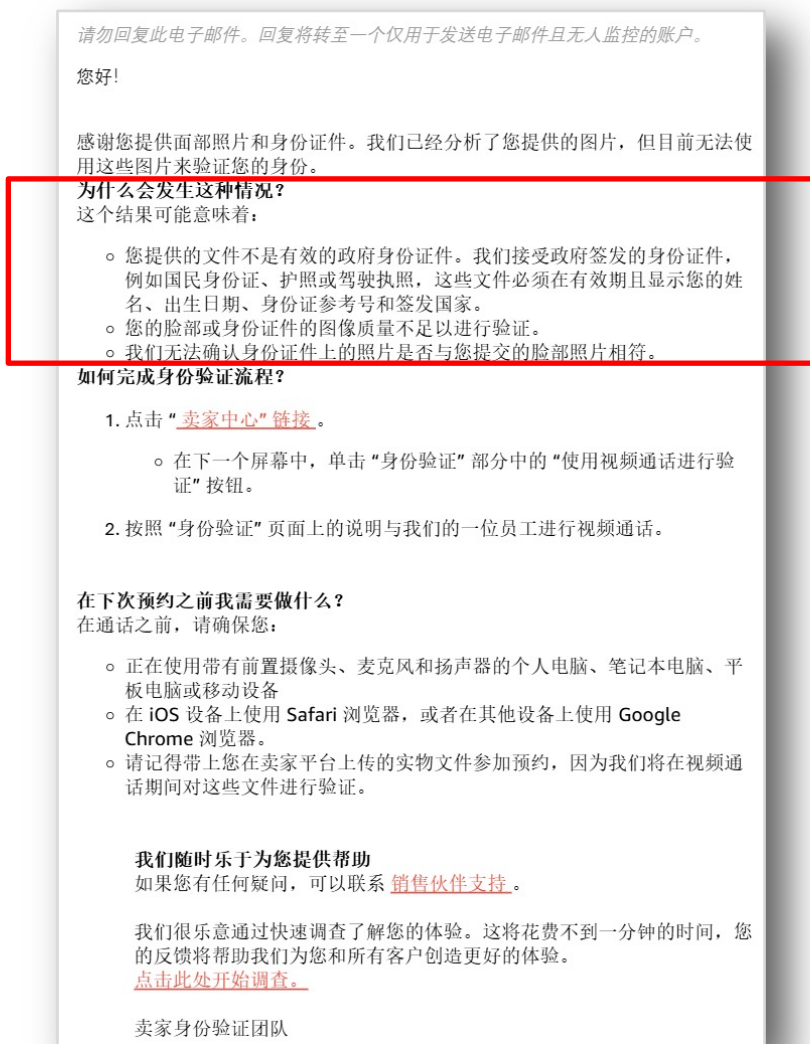 请勿回复此电子邮件。回复将转至一个仅用于发送电子邮件且无人监控的账户。
您好！
感谢您提供面部照片和身份证件。我们已经分析了您提供的图片，但目前无法使
用这些图片来验证您的身份。
为什么会发生这种情况？
这个结果可能意味着：
○ 您提供的文件不是有效的政府身份证件。我们接受政府签发的身份证件，
例如国民身份证、护照或驾驶执照，这些文件必须在有效期且显示您的姓
名、出生日期、身份证参考号和签发国家。
○ 您的脸部或身份证件的图像质量不足以进行验证。
○ 我们无法确认身份证件上的照片是否与您提交的脸部照片相符。
如何完成身份验证流程？
1. 点击 “ 卖家中心” 链接 。
○ 在下一个屏幕中，单击 “身份验证” 部分中的 “使用视频通话进行验
证” 按钮。
2. 按照 “身份验证” 页面上的说明与我们的一位员工进行视频通话。
在下次预约之前我需要做什么？
在通话之前，请确保您：
○ 正在使用带有前置摄像头、麦克风和扬声器的个人电脑、笔记本电脑、平
板电脑或移动设备
○ 在 iOS 设备上使用 Safari 浏览器，或者在其他设备上使用 Google
Chrome 浏览器。
○ 请记得带上您在卖家平台上传的实物文件参加预约，因为我们将在视频通
话期间对这些文件进行验证。
我们随时乐于为您提供帮助
如果您有任何疑问，可以联系 销售伙伴支持 。
我们很乐意通过快速调查了解您的体验。这将花费不到一分钟的时间，您
的反馈将帮助我们为您和所有客户创造更好的体验。
点击此处开始调查。
卖家身份验证团队